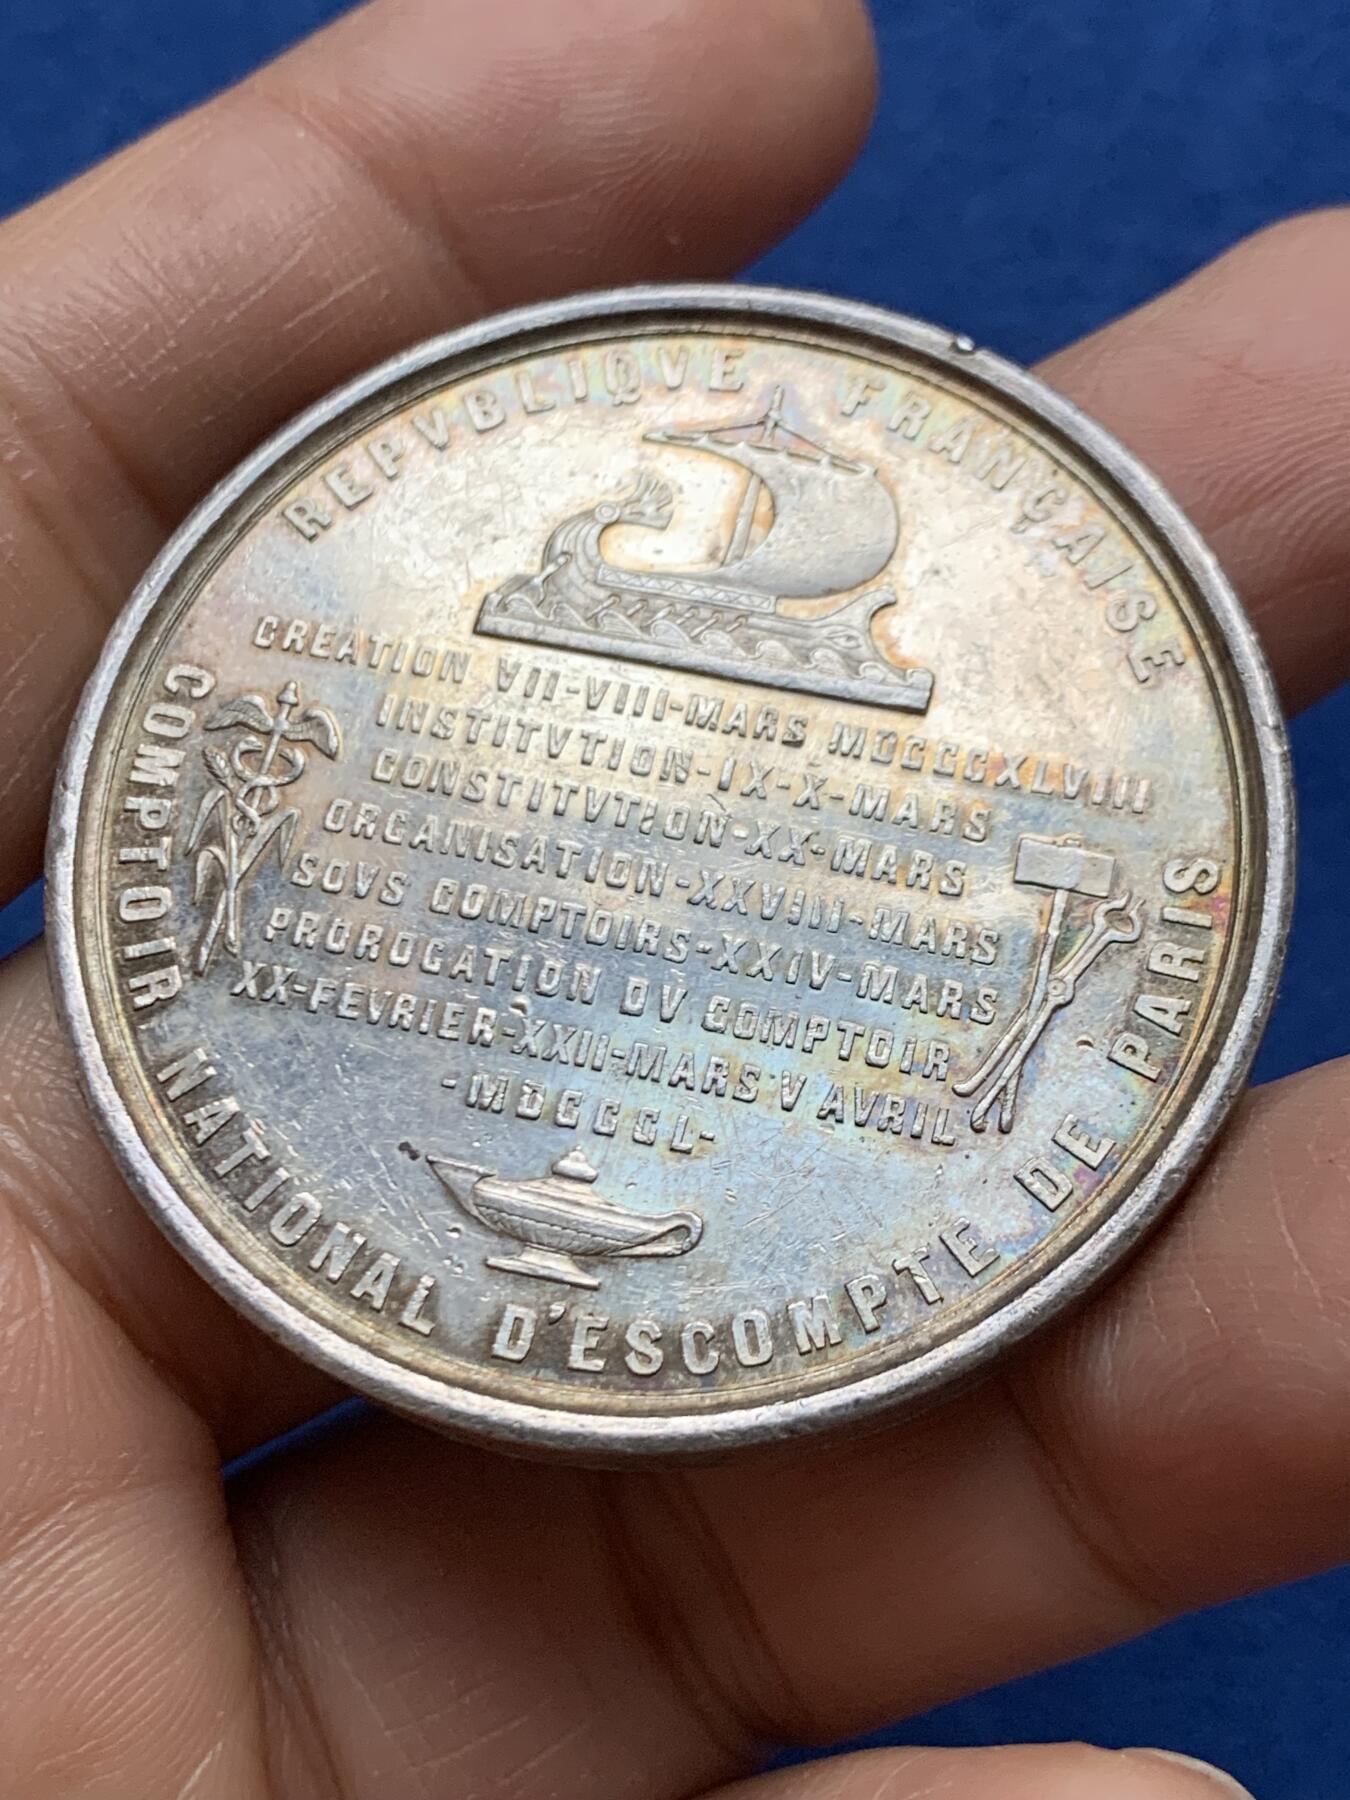 REPVBLIQVE FRANÇAISE
CREATION VII-VIII-MARS MDCCCXLVIII
INSTITVTION-IX-X-MARS
CONSTITVTION-XX-MARS
ORGANISATION-XXVIII-MARS
SOVS COMPTOIRS-XXIV-MARS
PROROGATION DV COMPTOIR
XX-FEVRIER-XXII-MARS V AVRIL
-MDCCCL-
COMPTOIR NATIONAL D'ESCOMPTE DE PARIS